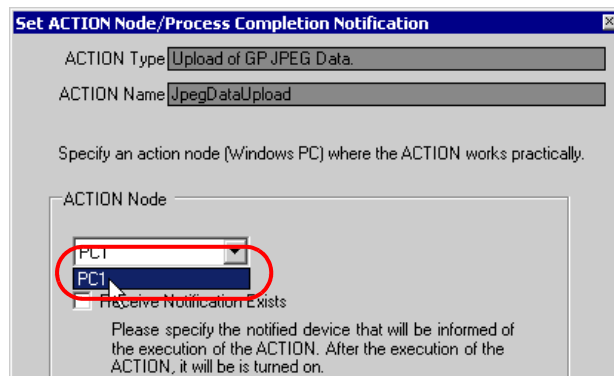 Set ACTION Node/Process Completion Notification
ACTION Type Upload of GP JPEG Data.
ACTION Name JpegDataUpload
Specify an action node (Windows PC) where the ACTION works practically.
ACTION Node
PC1
PC1
Receive Notification Exists
Please specify the notified device that will be informed of
the execution of the ACTION. After the execution of the
ACTION, it will be is turned on.